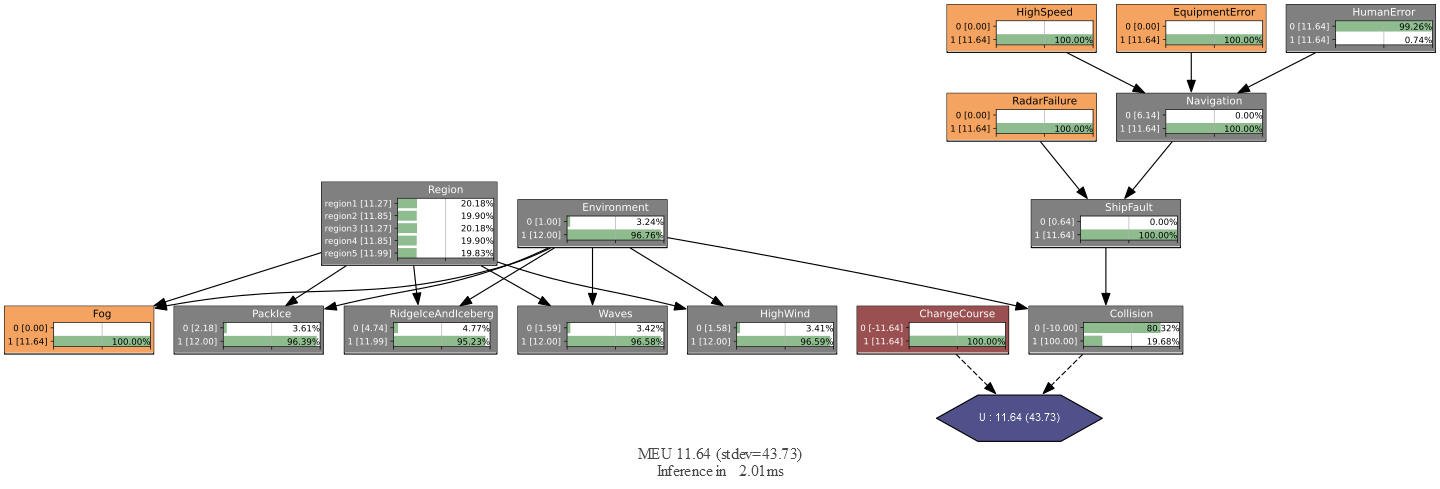 HighSpeed
0 [0.00]
1 [11.64] 100.00%
EquipmentError
0 [0.00]
1 [11.64] 100.00%
HumanError
0 [11.64] 99.26%
1 [11.64] 0.74%
RadarFailure
0 [0.00]
1 [11.64] 100.00%
Navigation
0 [6.14] 0.00%
1 [11.64] 100.00%
Region
region1 [11.27] 20.18%
region2 [11.85] 19.90%
region3 [11.27] 20.18%
region4 [11.85] 19.90%
region5 [11.99] 19.83%
Environment
0 [1.00] 3.24%
1 [12.00] 96.76%
ShipFault
0 [0.64] 0.00%
1 [11.64] 100.00%
Fog
0 [0.00]
1 [11.64] 100.00%
PackIce
0 [2.18] 3.61%
1 [12.00] 96.39%
RidgeIceAndIceberg
0 [4.74] 4.77%
1 [11.99] 95.23%
Waves
0 [1.59] 3.42%
1 [12.00] 96.58%
HighWind
0 [1.58] 3.41%
1 [12.00] 96.59%
ChangeCourse
0 [-11.64]
1 [11.64] 100.00%
Collision
0 [-10.00] 80.32%
1 [100.00] 19.68%
U : 11.64 (43.73)
MEU 11.64 (stdev=43.73)
Inference in 2.01ms